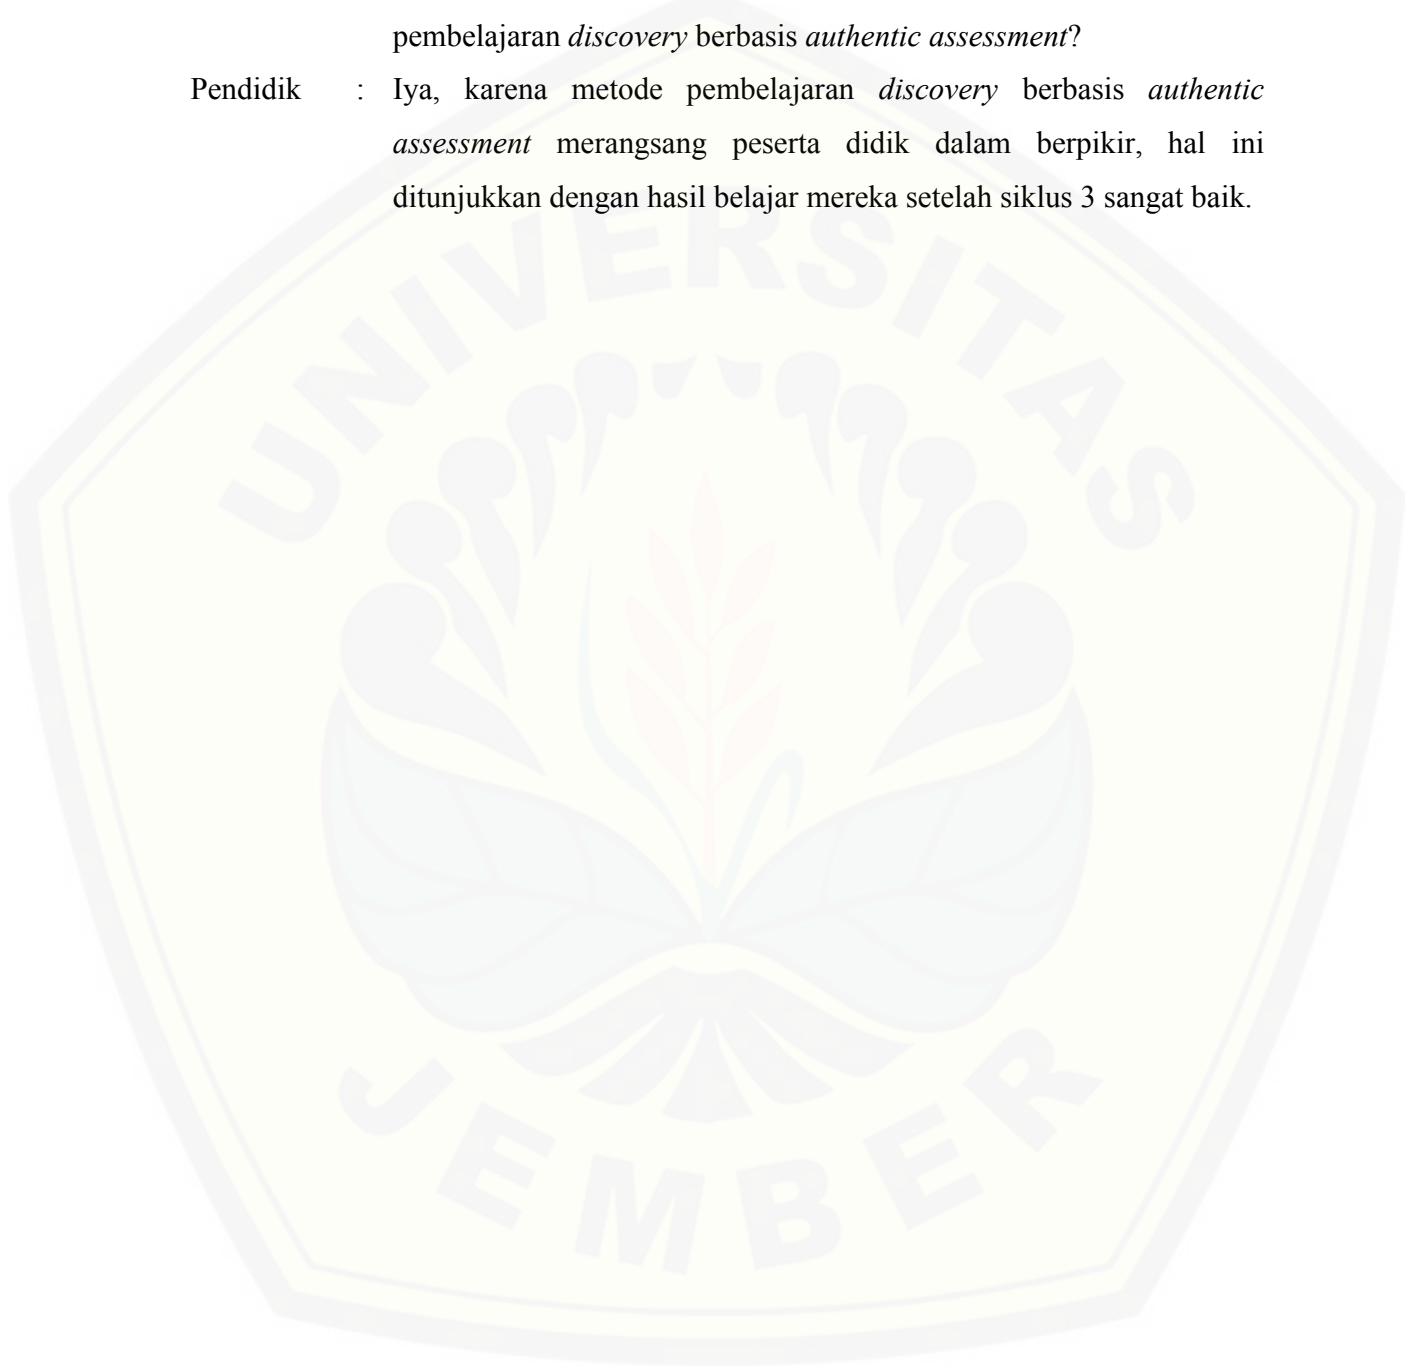 pembelajaran discovery berbasis authentic assessment?
Pendidik : Iya, karena metode pembelajaran discovery berbasis authentic
assessment merangsang peserta didik dalam berpikir, hal ini
ditunjukkan dengan hasil belajar mereka setelah siklus 3 sangat baik.
UNIVERSITAS
JEMBER